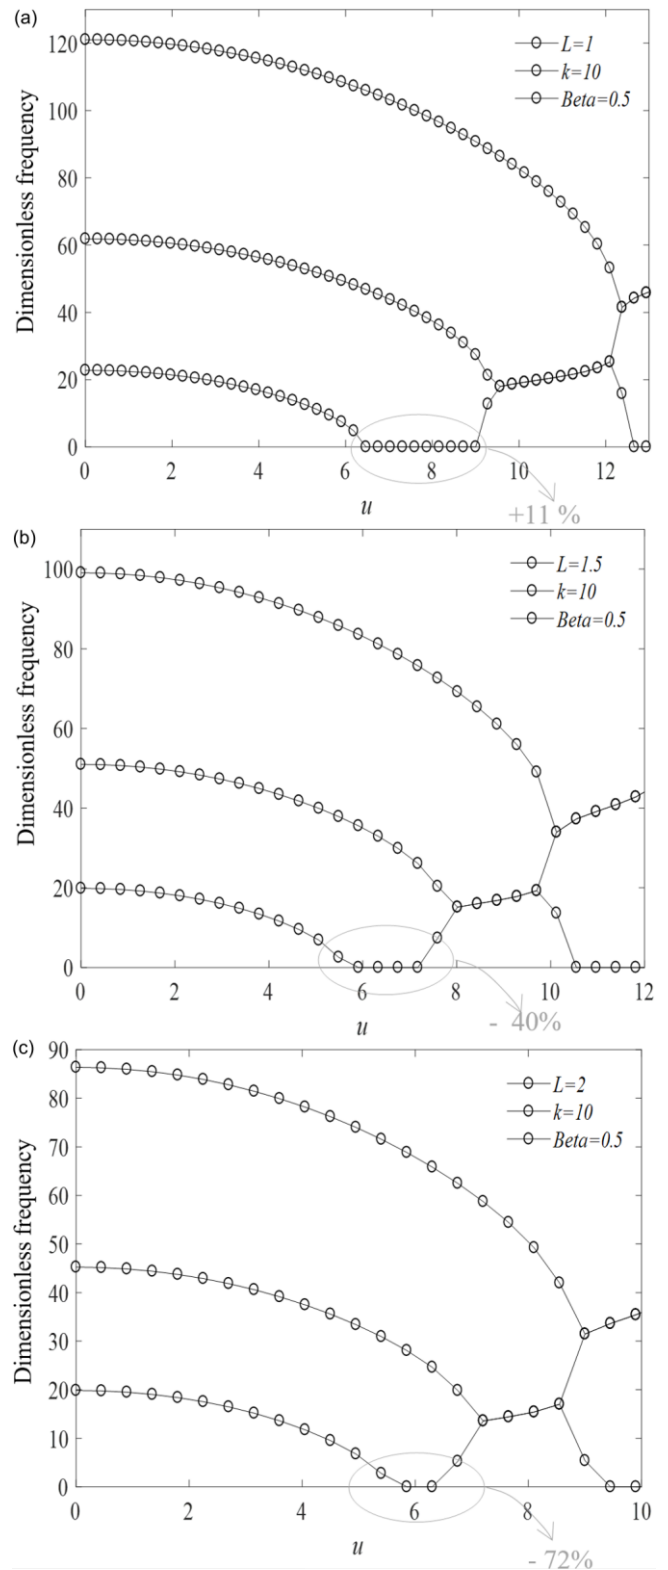 (a)
120
100
80
60
40
20
0
Dimensionless frequency
L=1
k=10
Beta=0.5
0 2 4 6 8 10 12
u
+11 %
(b)
100
80
60
40
20
0
Dimensionless frequency
L=1.5
k=10
Beta=0.5
0 2 4 6 8 10 12
u
- 40%
(c)
90
80
70
60
50
40
30
20
10
0
Dimensionless frequency
L=2
k=10
Beta=0.5
0 2 4 6 8 10
u
- 72%